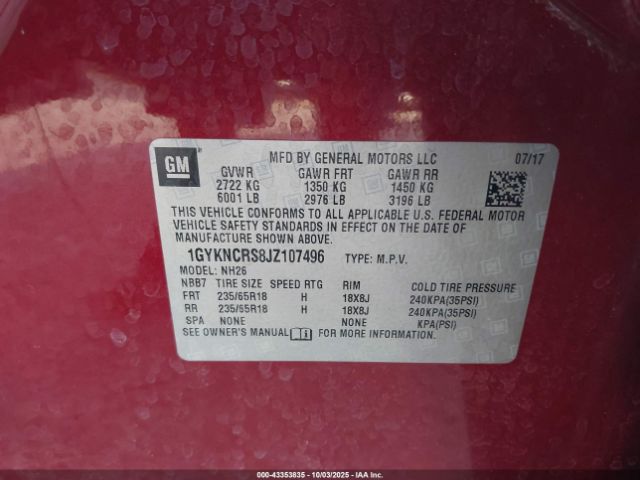 GM
MFD BY GENERAL MOTORS LLC 07/17
GVWR GAWR FRT GAWR RR
2722 KG 1350 KG 1450 KG
6001 LB 2976 LB 3196 LB
THIS VEHICLE CONFORMS TO ALL APPLICABLE U.S. FEDERAL MOTOR
VEHICLE SAFETY STANDARDS IN EFFECT ON THE DATE OF
MANUFACTURE SHOWN ABOVE.
1GYKNCRS8JZ107496 TYPE: M.P.V.
MODEL: NH26
NBB7 TIRE SIZE SPEED RTG RIM COLD TIRE PRESSURE
FRT 235/65R18 H 18X8J 240KPA(35PSI)
RR 235/65R18 H 18X8J 240KPA(35PSI)
SPA NONE NONE KPA(PSI)
SEE OWNER'S MANUAL FOR MORE INFORMATION.
000-43353835 - 10/03/2025 - IAA Inc.